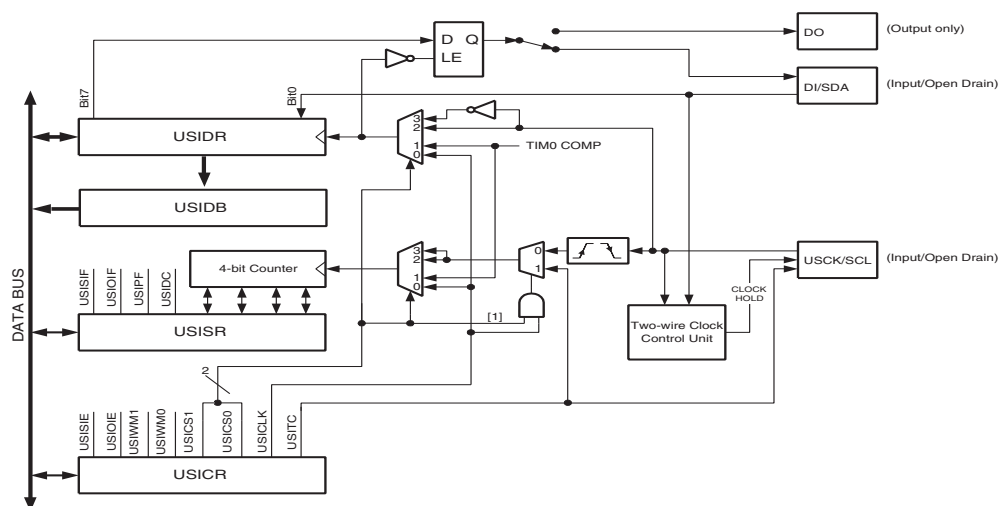 D Q
LE
DO
(Output only)
DI/SDA
(Input/Open Drain)
Bit7
Bit0
USIDR
3
2
1
0
TIM0 COMP
USIDB
DATA BUS
4-bit Counter
3
2
1
0
0
1
USCK/SCL
(Input/Open Drain)
CLOCK
HOLD
USISIF
USIOIF
USIPF
USIDC
USISR
[1]
Two-wire Clock
Control Unit
2
USISIE
USIOIE
USIWM1
USIWM0
USICS1
USICS0
USICLK
USITC
USICR